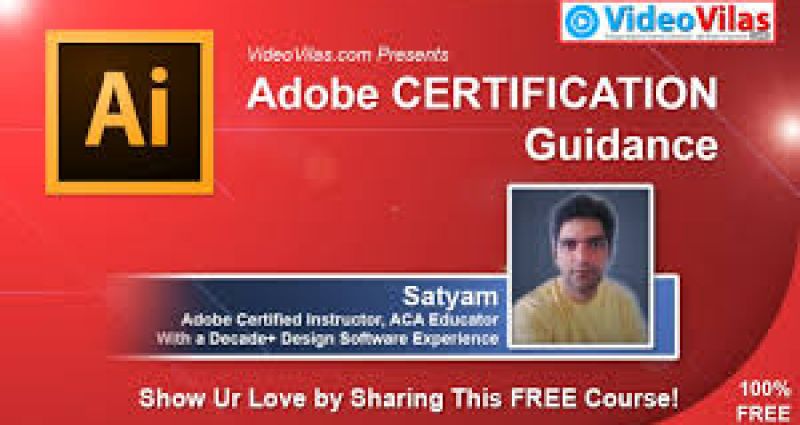 VideoVilas
Ai
VideoVilas.com Presents
Adobe CERTIFICATION
Guidance
Satyam
Adobe Certified Instructor, ACA Educator
With a Decade+ Design Software Experience
Show Ur Love by Sharing This FREE Course!
100%
FREE